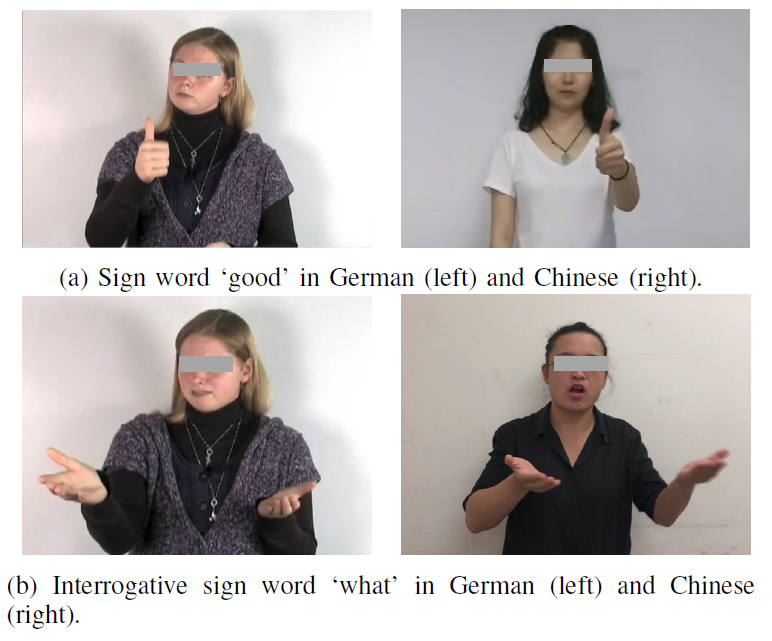 (a) Sign word ‘good’ in German (left) and Chinese (right).
(b) Interrogative sign word ‘what’ in German (left) and Chinese
(right).